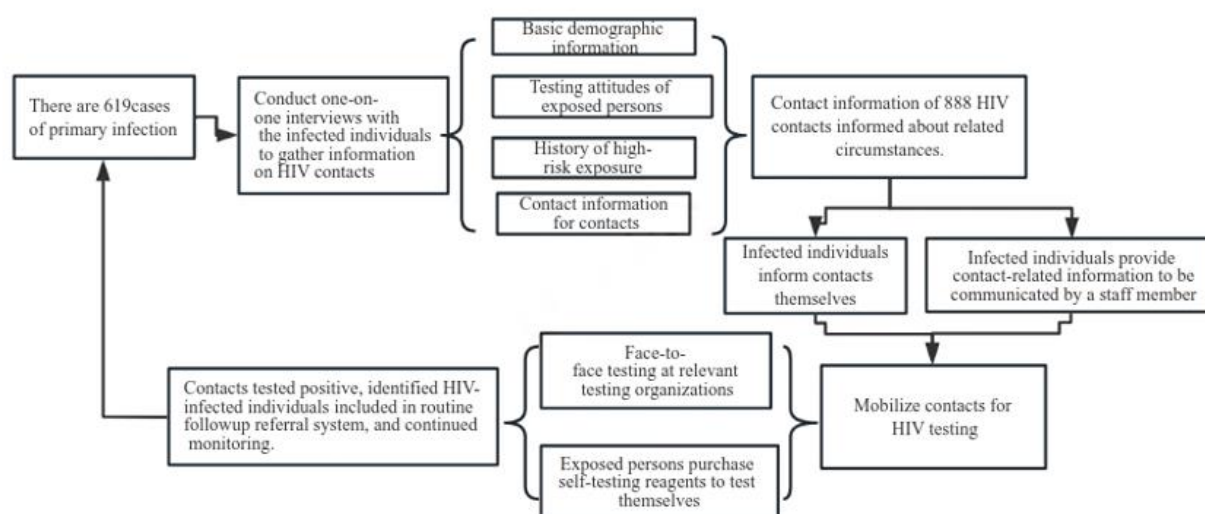 There are 619cases
of primary infection
Conduct one-on-
one interviews with
the infected individuals
to gather information
on HIV contacts
Basic demographic
information
Testing attitudes of
exposed persons
History of high-
risk exposure
Contact information
for contacts
Contact information of 888 HIV
contacts informed about related
circumstances.
Infected individuals
inform contacts
themselves
Infected individuals provide
contact-related information to be
communicated by a staff member
Mobilize contacts for
HIV testing
Face-to-
face testing at relevant
testing organizations
Exposed persons purchase
self-testing reagents to test
themselves
Contacts tested positive, identified HIV-
infected individuals included in routine
followup referral system, and continued
monitoring.